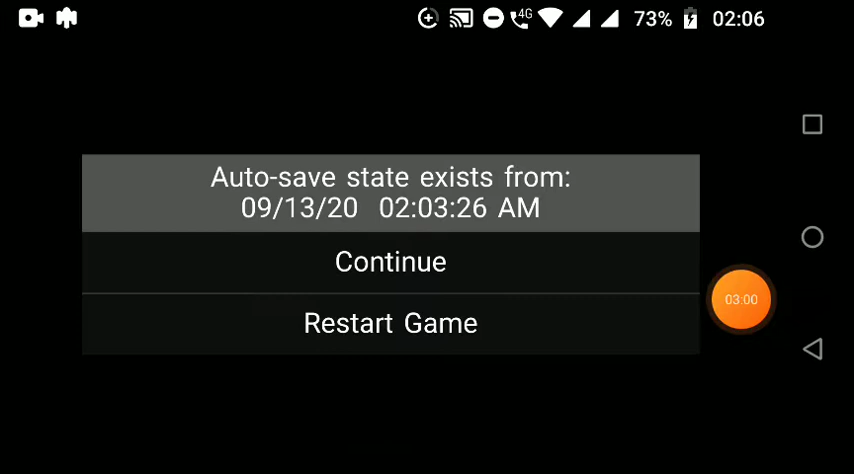 4G 73% 02:06
Auto-save state exists from:
09/13/20 02:03:26 AM
Continue
03:00
Restart Game